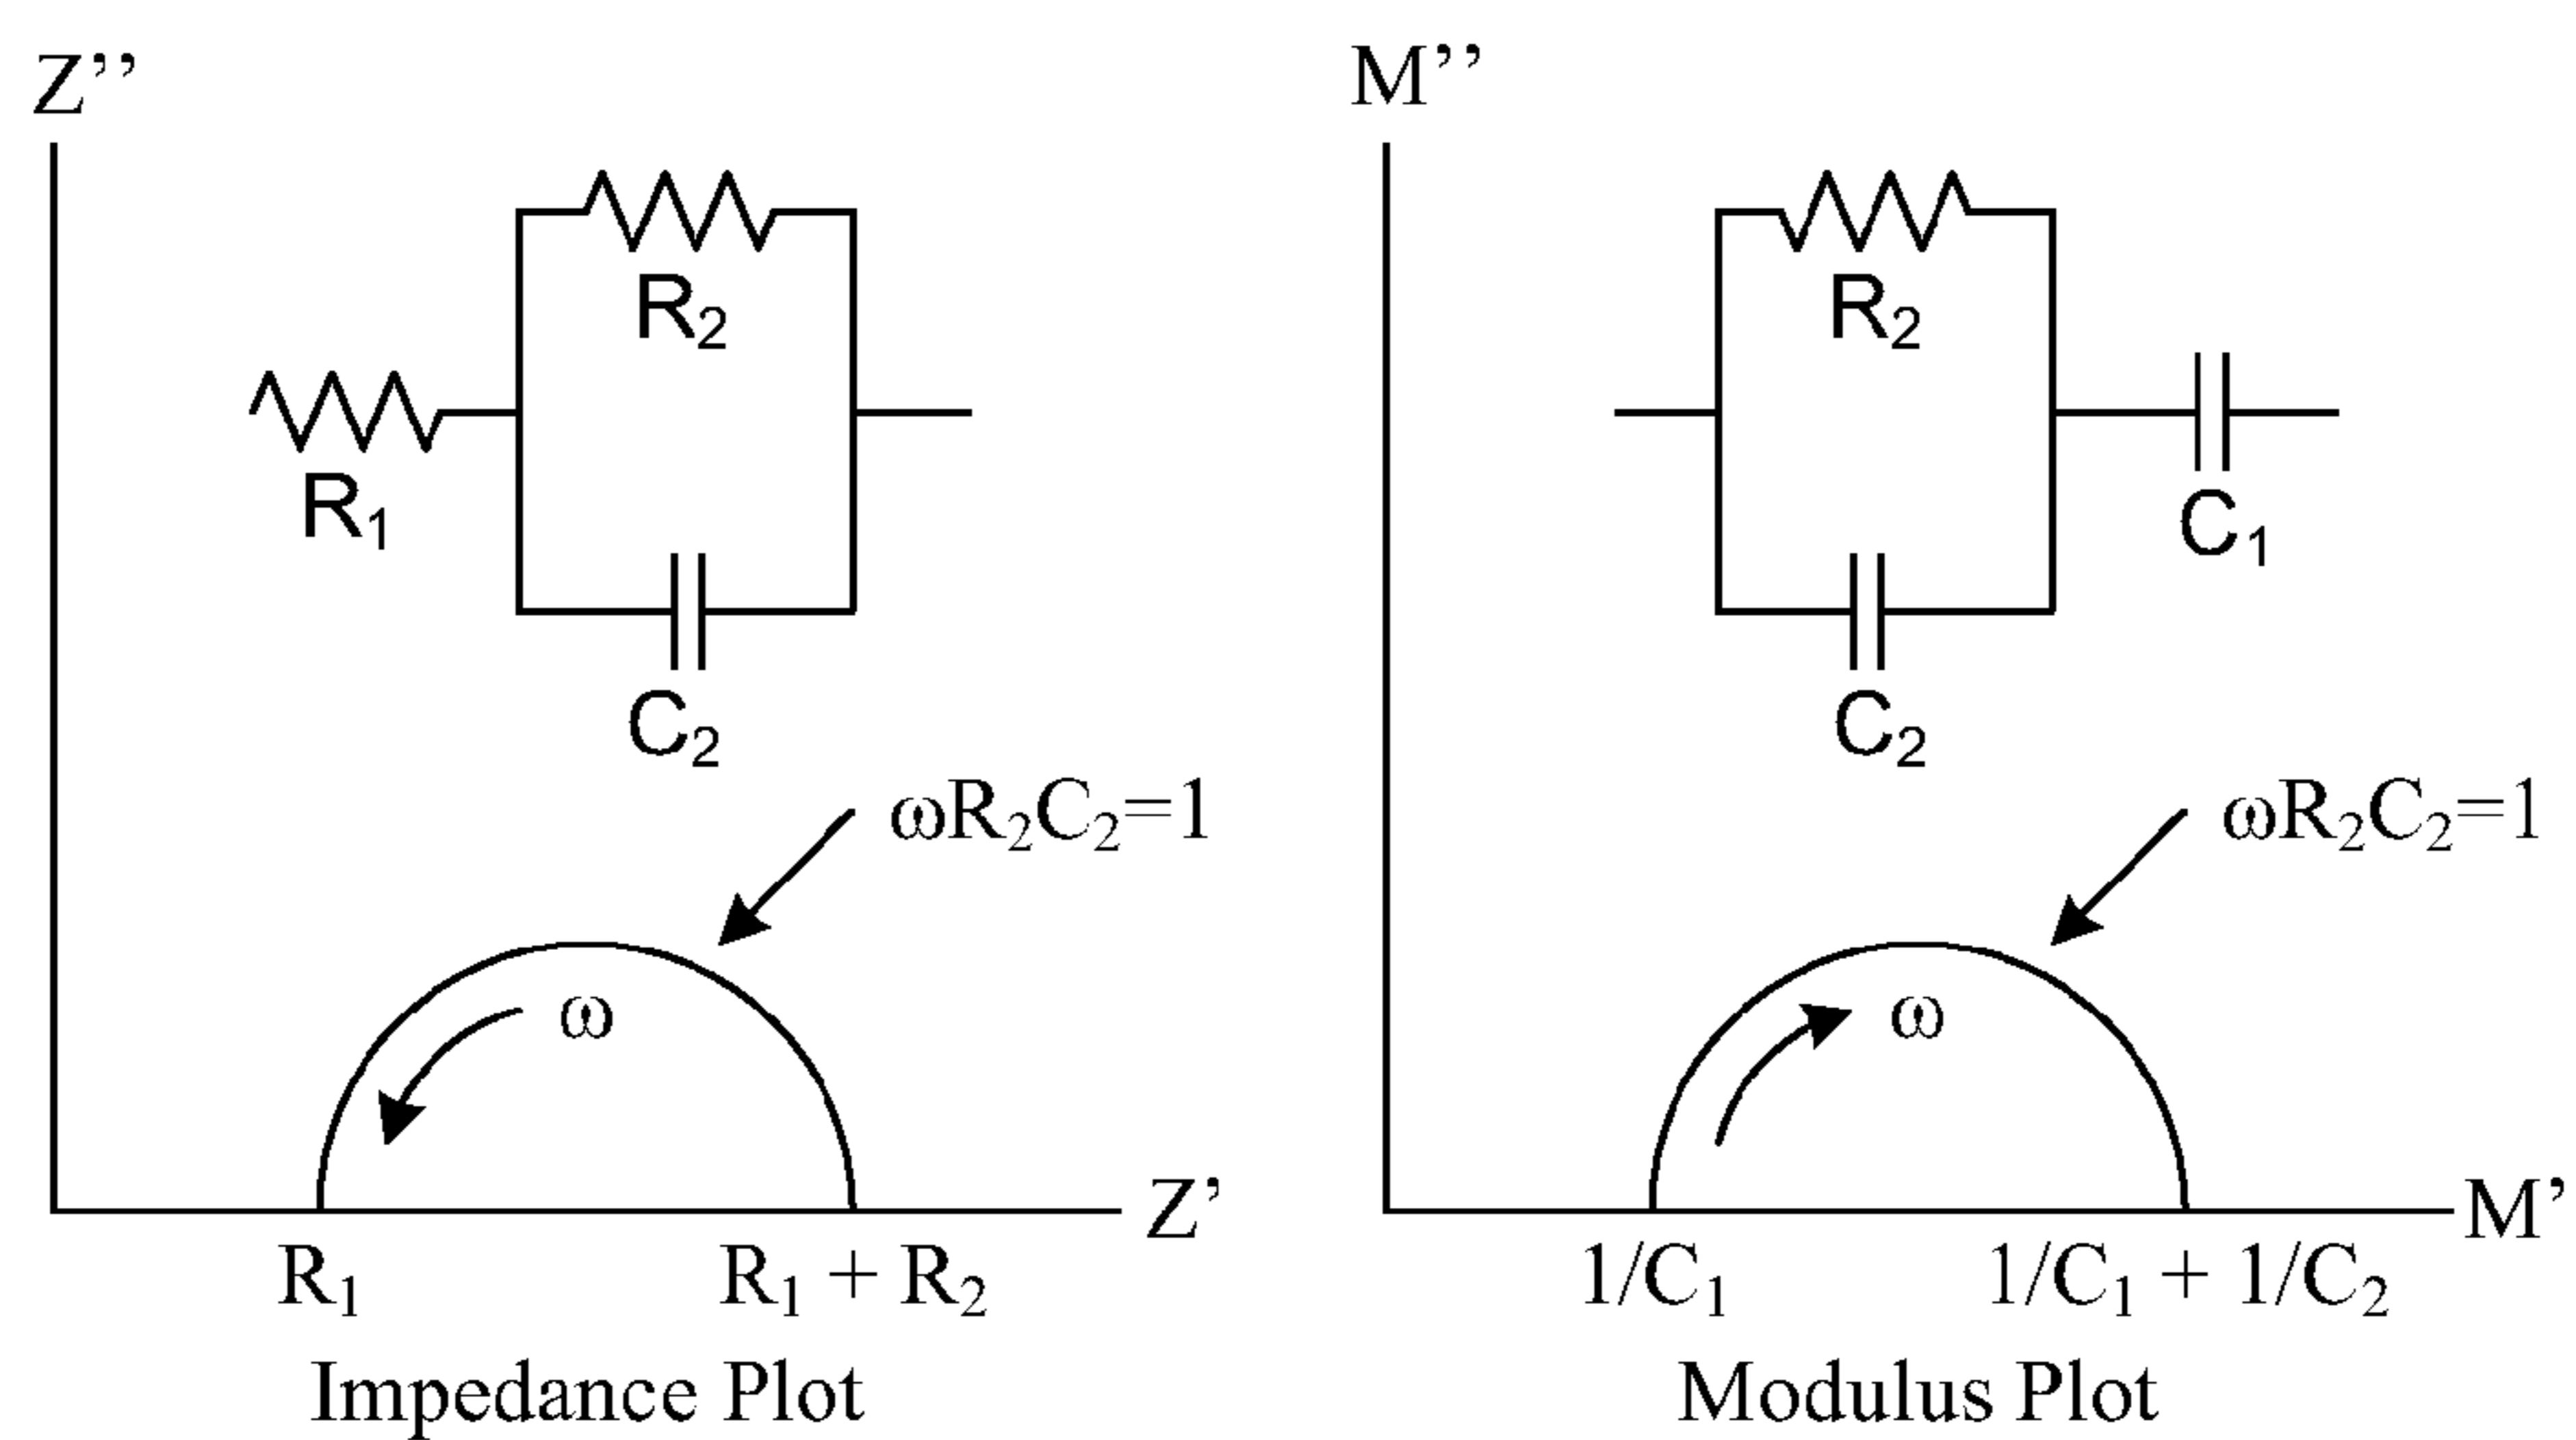 Z’’
R₂
R₁
C₂
ωR₂C₂=1
ω
Z’
R₁
R₁ + R₂
Impedance Plot
M’’
R₂
C₁
C₂
ωR₂C₂=1
ω
M’
1/C₁
1/C₁ + 1/C₂
Modulus Plot